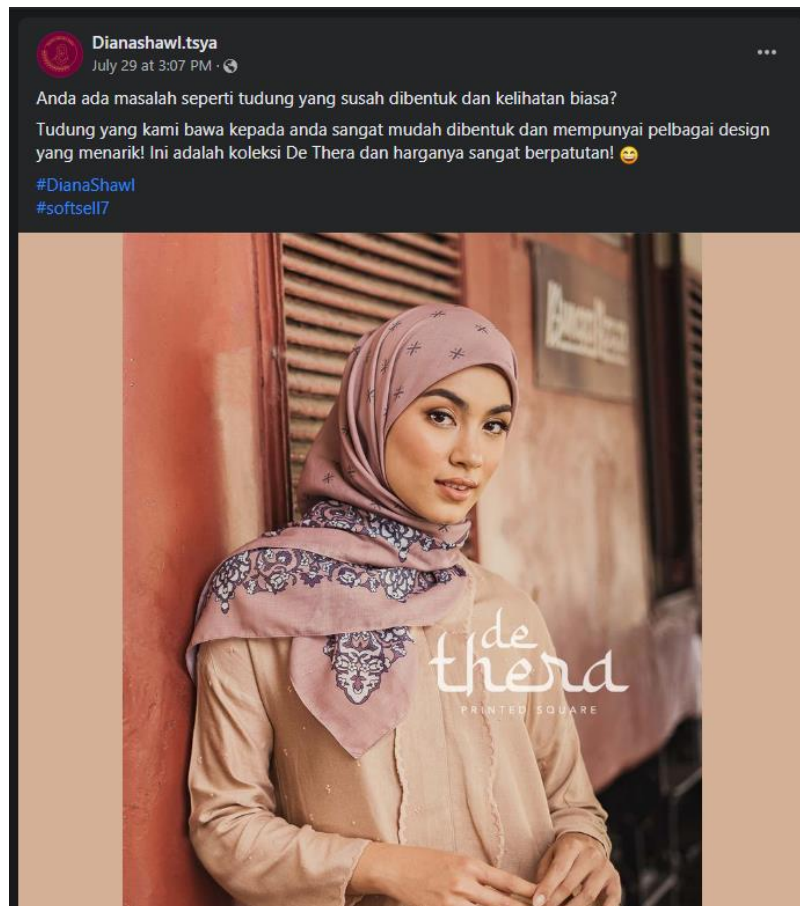 Dianashawl.tsya
July 29 at 3:07 PM ·
Anda ada masalah seperti tudung yang susah dibentuk dan kelihatan biasa?
Tudung yang kami bawa kepada anda sangat mudah dibentuk dan mempunyai pelbagai design
yang menarik! Ini adalah koleksi De Thera dan harganya sangat berpatutan! 😄
#DianaShawl
#softsell7
de
thera
PRINTED SQUARE